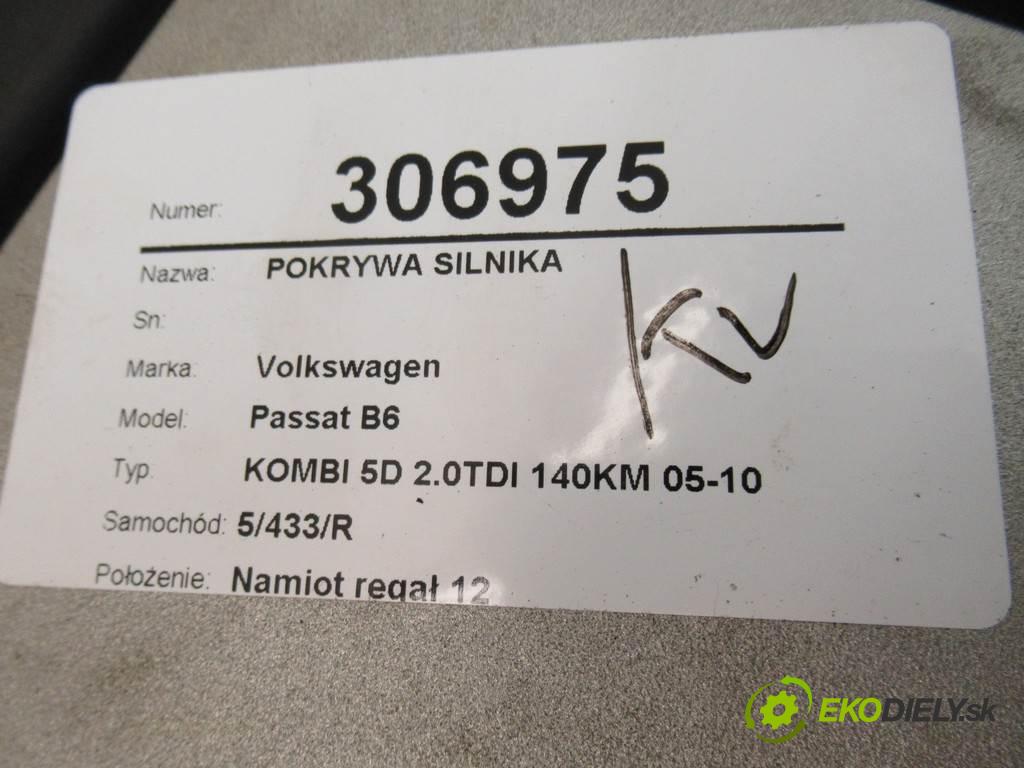 Numer: 306975
Nazwa: POKRYWA SILNIKA
Sn:
Marka: Volkswagen
Model: Passat B6
Typ: KOMBI 5D 2.0TDI 140KM 05-10
Samochód: 5/433/R
Położenie: Namiot regał 12
KV
EKODIELY.sk